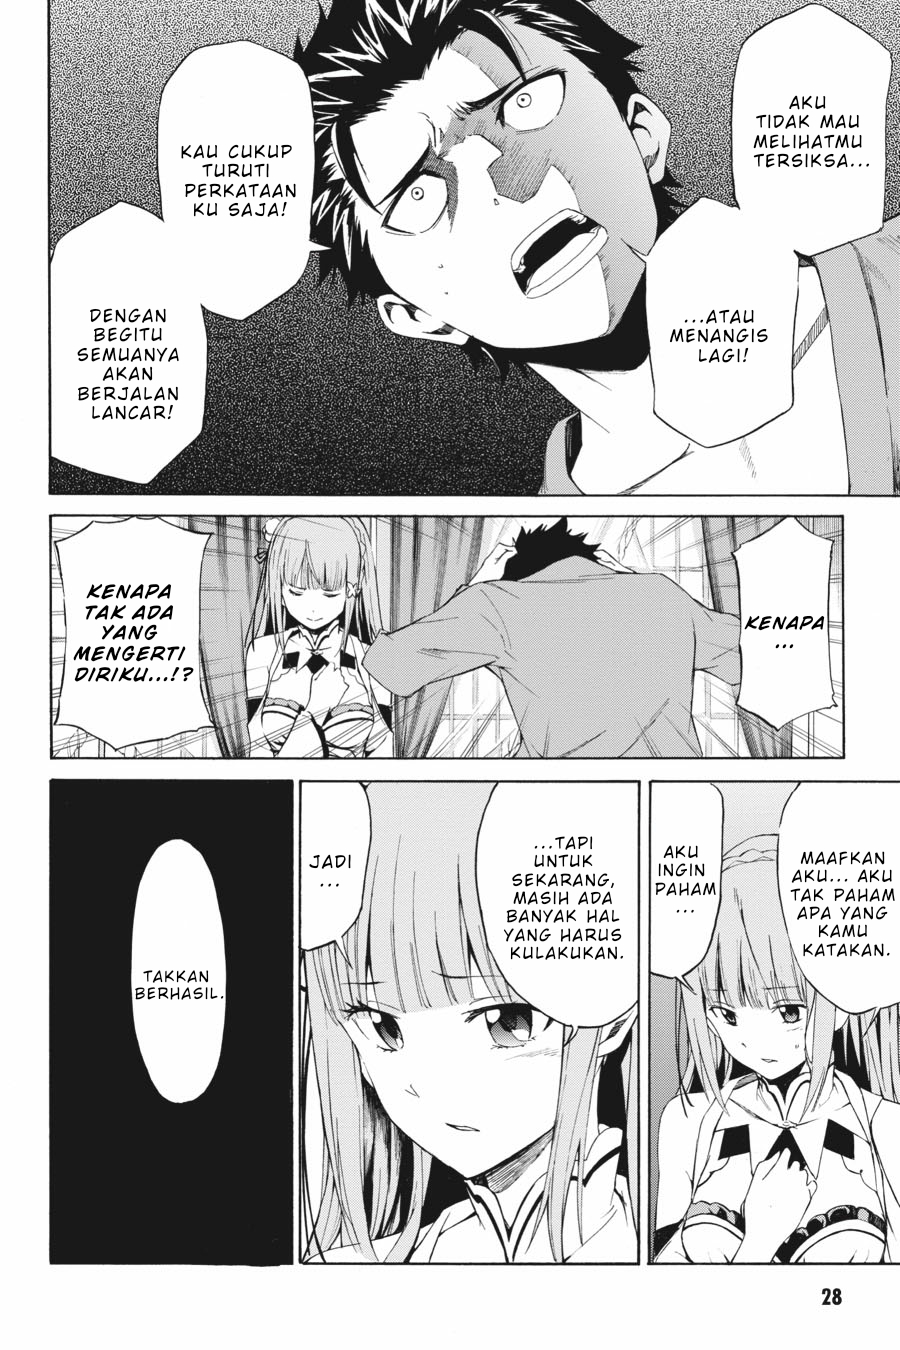 AKU
TIDAK MAU
MELIHATMU
TERSIKSA...
...ATAU
MENANGIS
LAGI!
KAU CUKUP
TURUTI
PERKATAAN
KU SAJA!
DENGAN
BEGITU
SEMUANYA
AKAN
BERJALAN
LANCAR!
KENAPA
...
KENAPA
TAK ADA
YANG
MENGERTI
DIRIKU...!?
MAAFKAN
AKU... AKU
TAK PAHAM
APA YANG
KAMU
KATAKAN.
AKU
INGIN
PAHAM
...
...TAPI
UNTUK
SEKARANG,
MASIH ADA
BANYAK HAL
YANG HARUS
KULAKUKAN.
JADI
...
TAKKAN
BERHASIL.
28